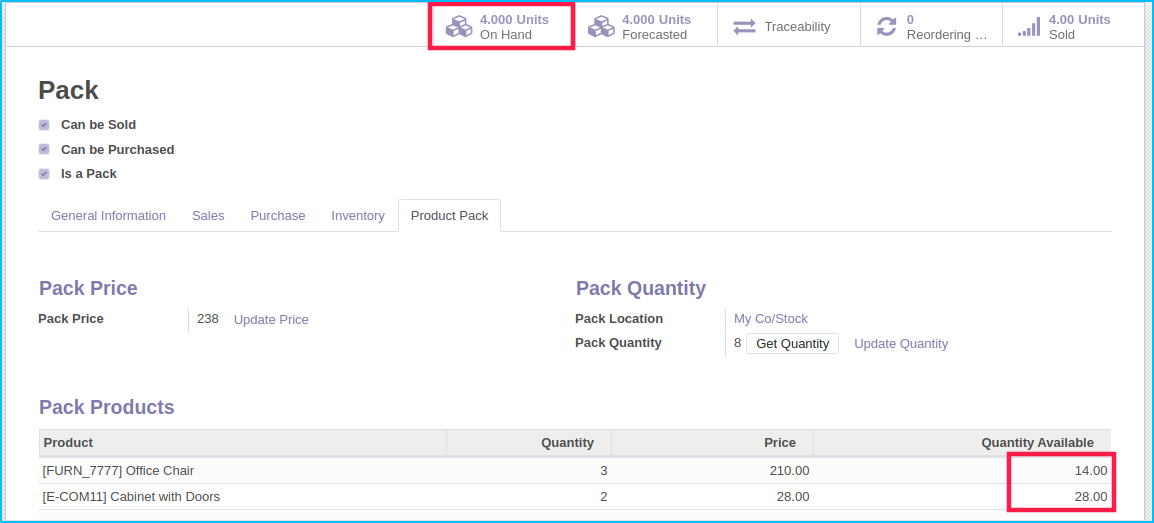 4.000 Units
On Hand
4.000 Units
Forecasted
Traceability
0
Reordering ...
4.00 Units
Sold
Pack
Can be Sold
Can be Purchased
Is a Pack
General Information Sales Purchase Inventory Product Pack
Pack Price
Pack Price 238 Update Price
Pack Quantity
Pack Location My Co/Stock
Pack Quantity 8 Get Quantity Update Quantity
Pack Products
Product Quantity Price Quantity Available
[FURN_7777] Office Chair 3 210.00 14.00
[E-COM11] Cabinet with Doors 2 28.00 28.00